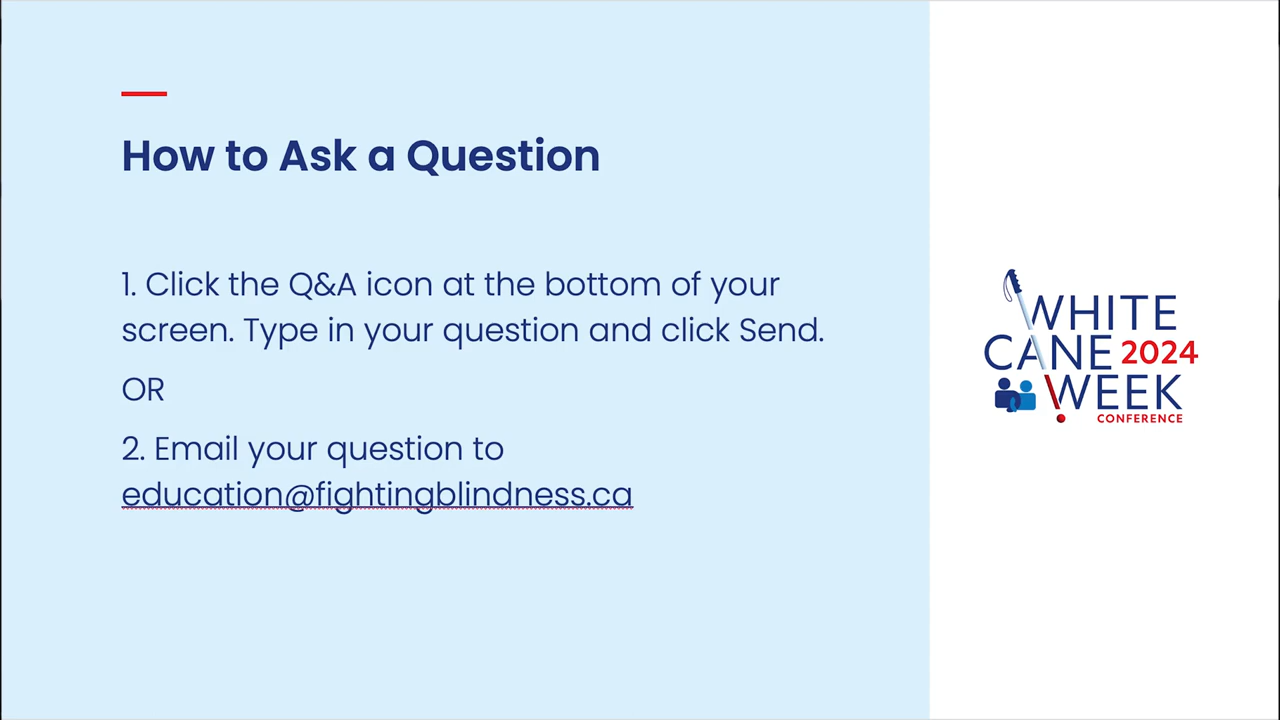 How to Ask a Question
1. Click the Q&A icon at the bottom of your
screen. Type in your question and click Send.
OR
2. Email your question to
education@fightingblindness.ca
WHITE
CANE 2024
WEEK
CONFERENCE